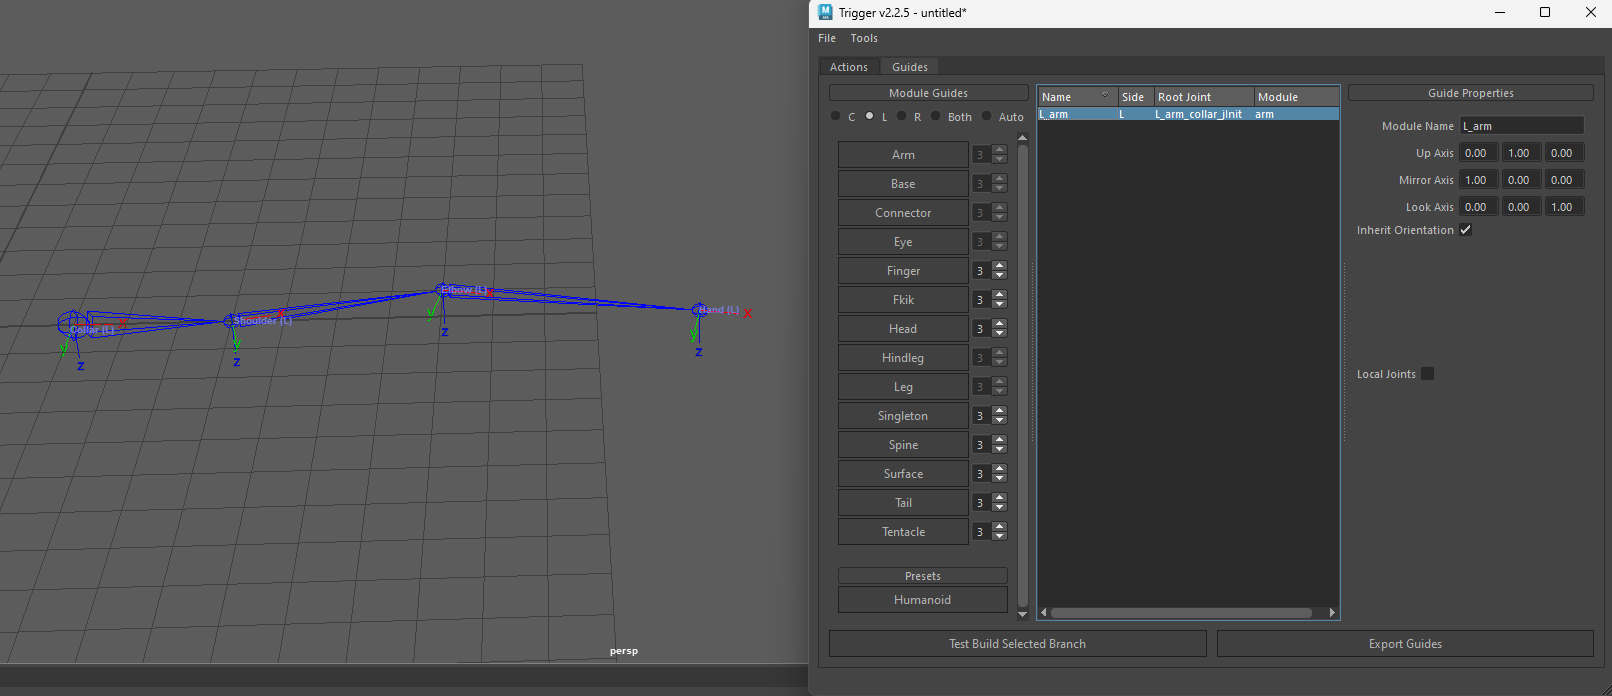 Trigger v2.2.5 - untitled*
File Tools
Actions Guides
Module Guides
C L R Both Auto
Arm 3
Base 3
Connector 3
Eye 3
Finger 3
Fkik 3
Head 3
Hindleg 3
Leg 3
Singleton 3
Spine 3
Surface 3
Tail 3
Tentacle 3
Presets
Humanoid
Name Side Root Joint Module
L_arm L L_arm_collar_jInit arm
Guide Properties
Module Name L_arm
Up Axis 0.00 1.00 0.00
Mirror Axis 1.00 0.00 0.00
Look Axis 0.00 0.00 1.00
Inherit Orientation
Local Joints
Test Build Selected Branch Export Guides
Collar (L) x
y
z
Shoulder (L)
y
z
Elbow (L) x
y
z
Hand (L) x
y
z
persp